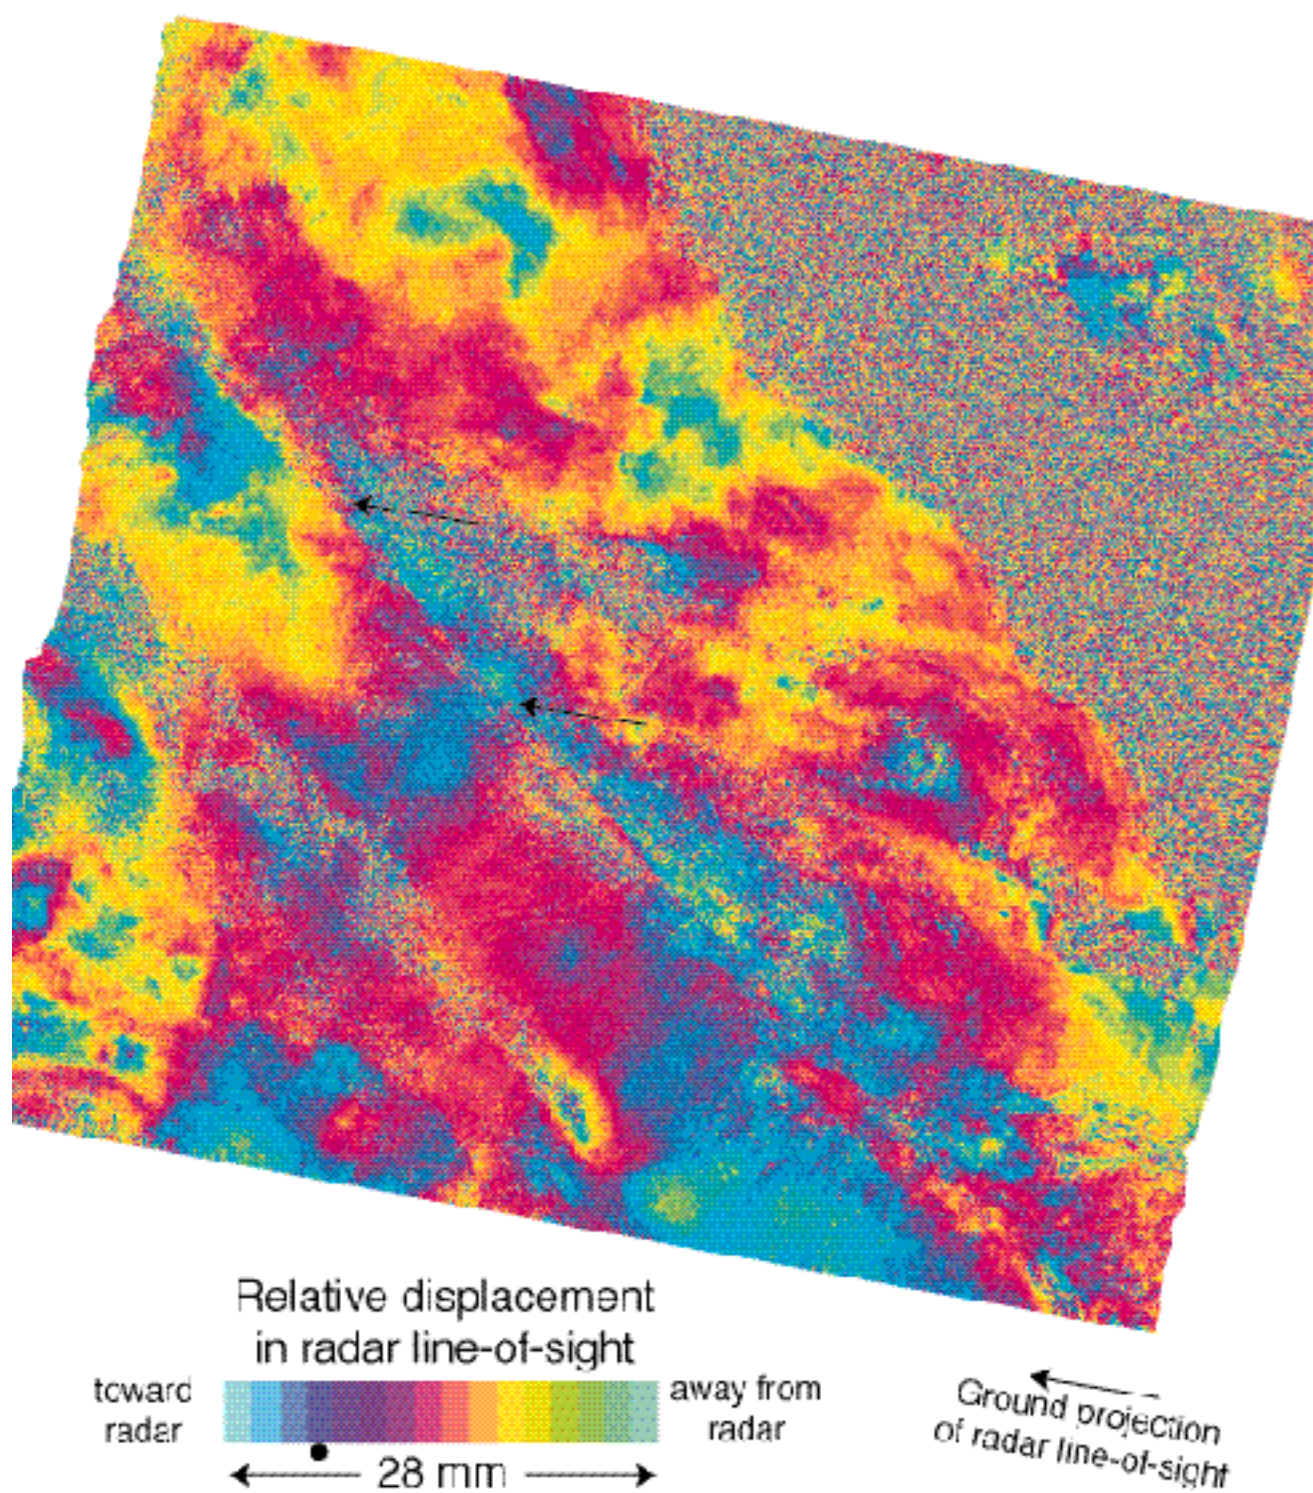 Relative displacement
in radar line-of-sight
toward
radar
away from
radar
28 mm
Ground projection
of radar line-of-sight